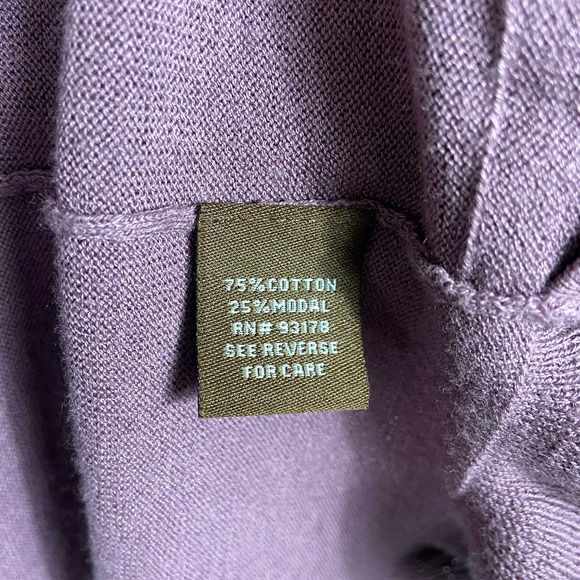 75% COTTON
25% MODAL
RN# 93178
SEE REVERSE
FOR CARE